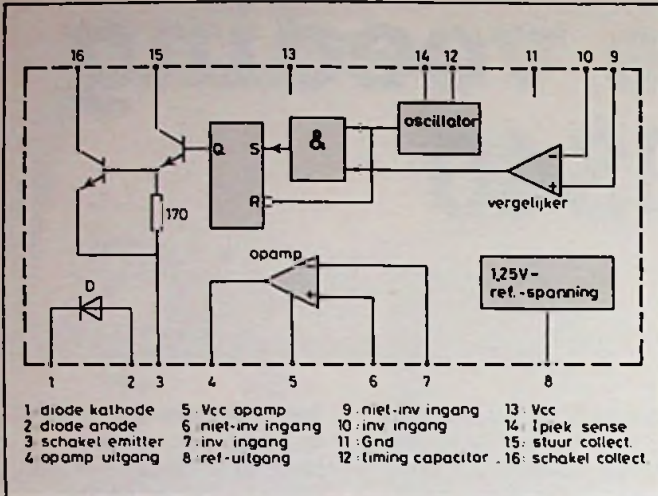 16 15 13 14 12 11 10 9
oscillator
Q S &
R
vergelijker
170
opamp
D
1,25V-
ref.-spanning
1 2 3 4 5 6 7 8
1 diode kathode
2 diode anode
3 schakel emitter
4 opamp uitgang
5 Vcc opamp
6 niet-inv ingang
7 inv ingang
8 ref-uitgang
9 niet-inv ingang
10 inv ingang
11 Gnd
12 timing capacitor
13 Vcc
14 Ipiek sense
15 stuur collect.
16 schakel collect